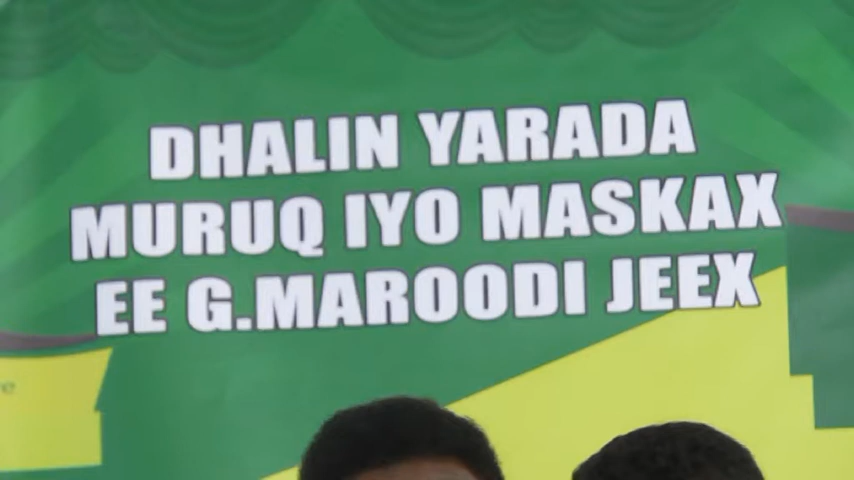 DHALIN YARADA
MURUQ IYO MASKAX
EE G.MAROODI JEEX